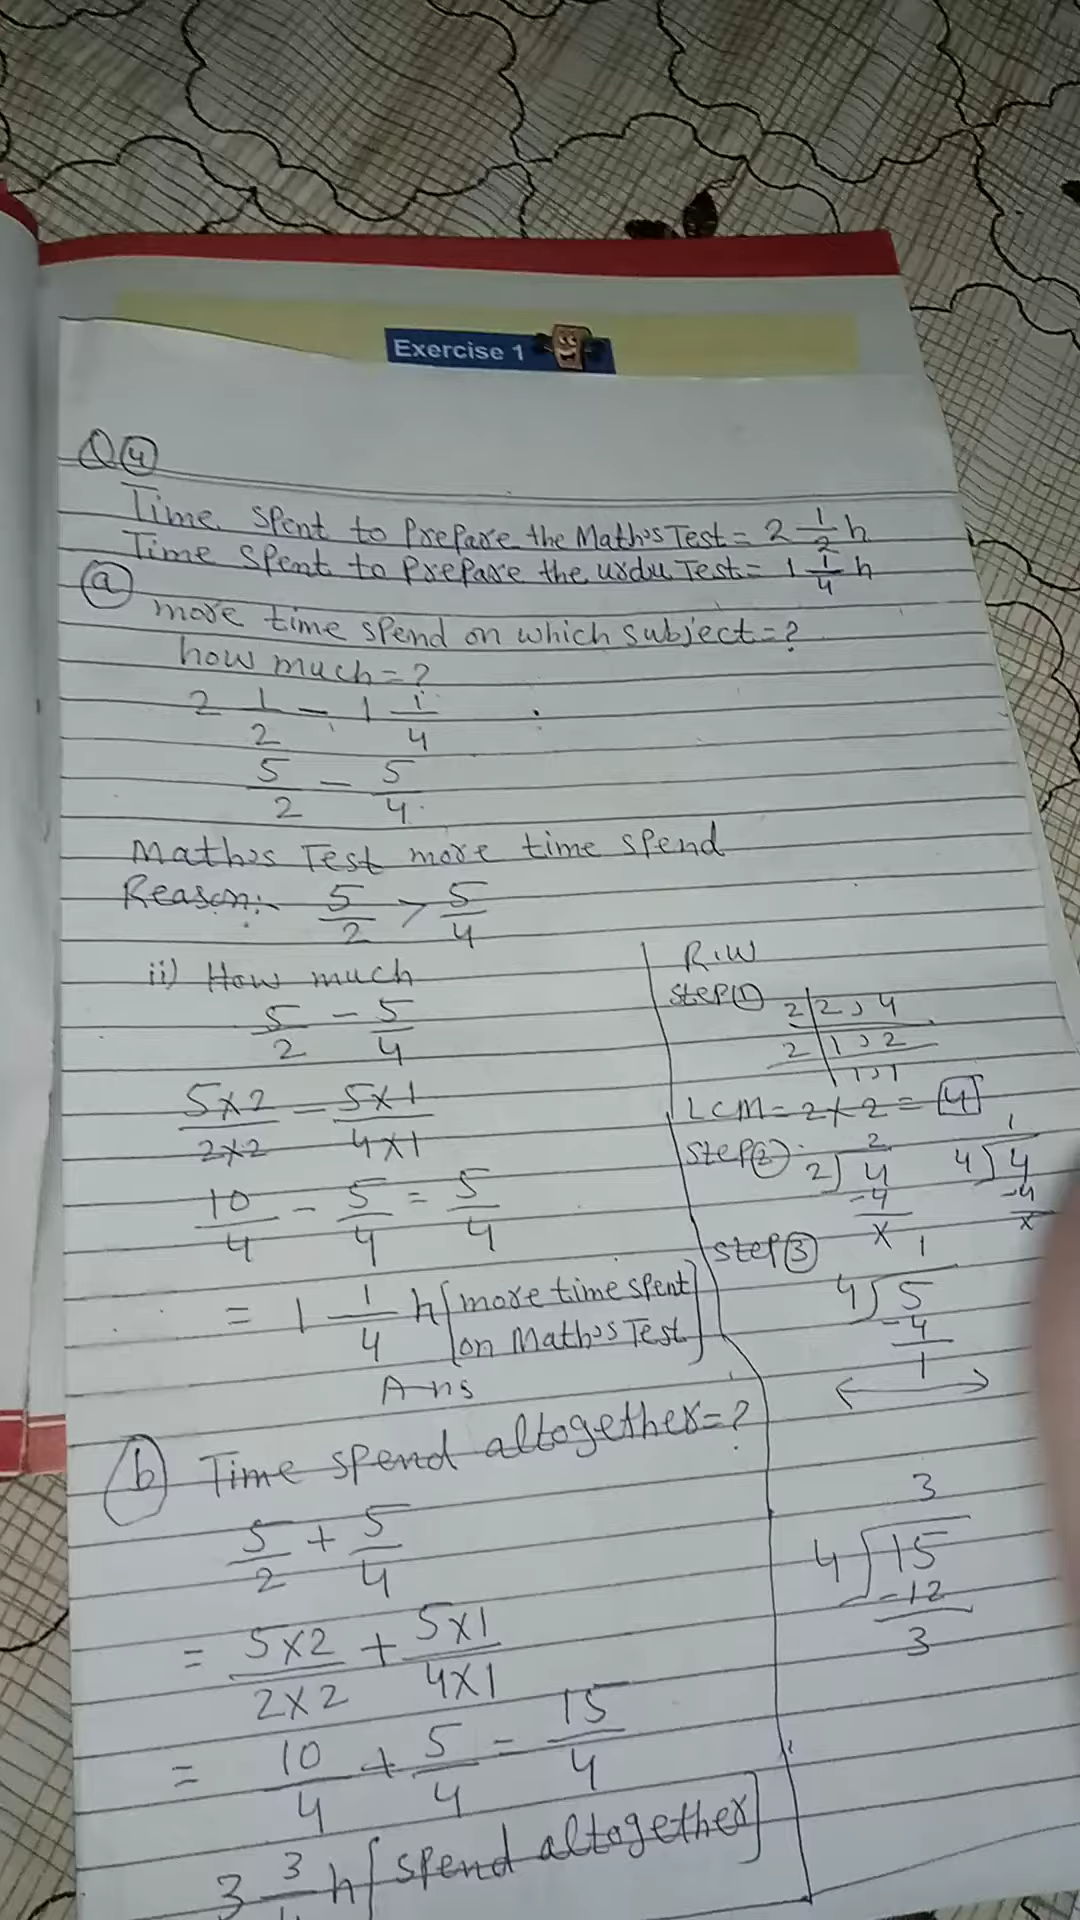 Exercise 1
Q 4
Time spent to prepare the Maths Test = 2 1/2 h
Time spent to prepare the urdu Test = 1 1/4 h
a more time spend on which subject = ?
how much = ?
2 1/2 - 1 1/4
5/2 - 5/4
Maths Test more time spend
Reason:- 5/2 > 5/4
ii) How much
5/2 - 5/4
5×2/2×2 - 5×1/4×1
10/4 - 5/4 = 5/4
= 1 1/4 h [more time spent
on Maths Test]
Ans
R.W
Step 1
2 | 2, 4
2 | 1, 2
1, 1
LCM = 2×2 = 4
Step 2:
2
2) 4
-4
×
1
4) 4
-4
×
Step 3
1
4) 5
-4
1
b Time spend altogether = ?
5/2 + 5/4
= 5×2/2×2 + 5×1/4×1
= 10/4 + 5/4 = 15/4
3 3/4 h [spend altogether]
3
4) 15
-12
3